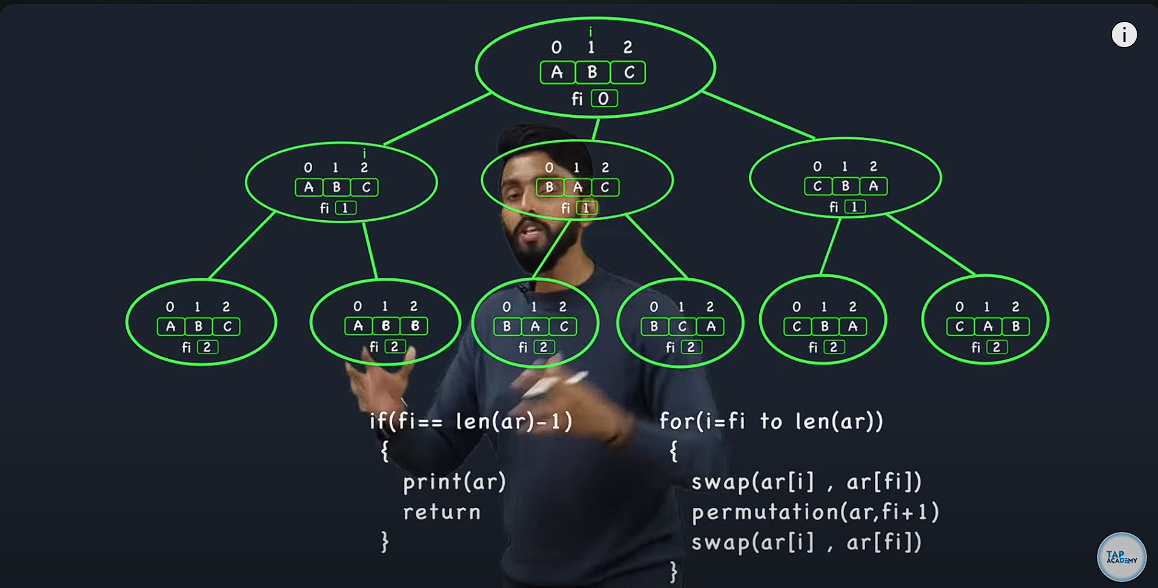 i
0 1 2
A B C
fi 0
i
0 1 2
A B C
fi 1
0 1 2
B A C
fi 1
0 1 2
C B A
fi 1
0 1 2
A B C
fi 2
0 1 2
A
fi 2
0 1 2
B A C
fi 2
0 1 2
B C A
fi 2
0 1 2
C B A
fi 2
0 1 2
C A B
fi 2
if(fi== len(ar)-1)
{
print(ar)
return
}
for(i=fi to len(ar))
{
swap(ar[i] , ar[fi])
permutation(ar,fi+1)
swap(ar[i] , ar[fi])
}
i
TAP
ACADEMY